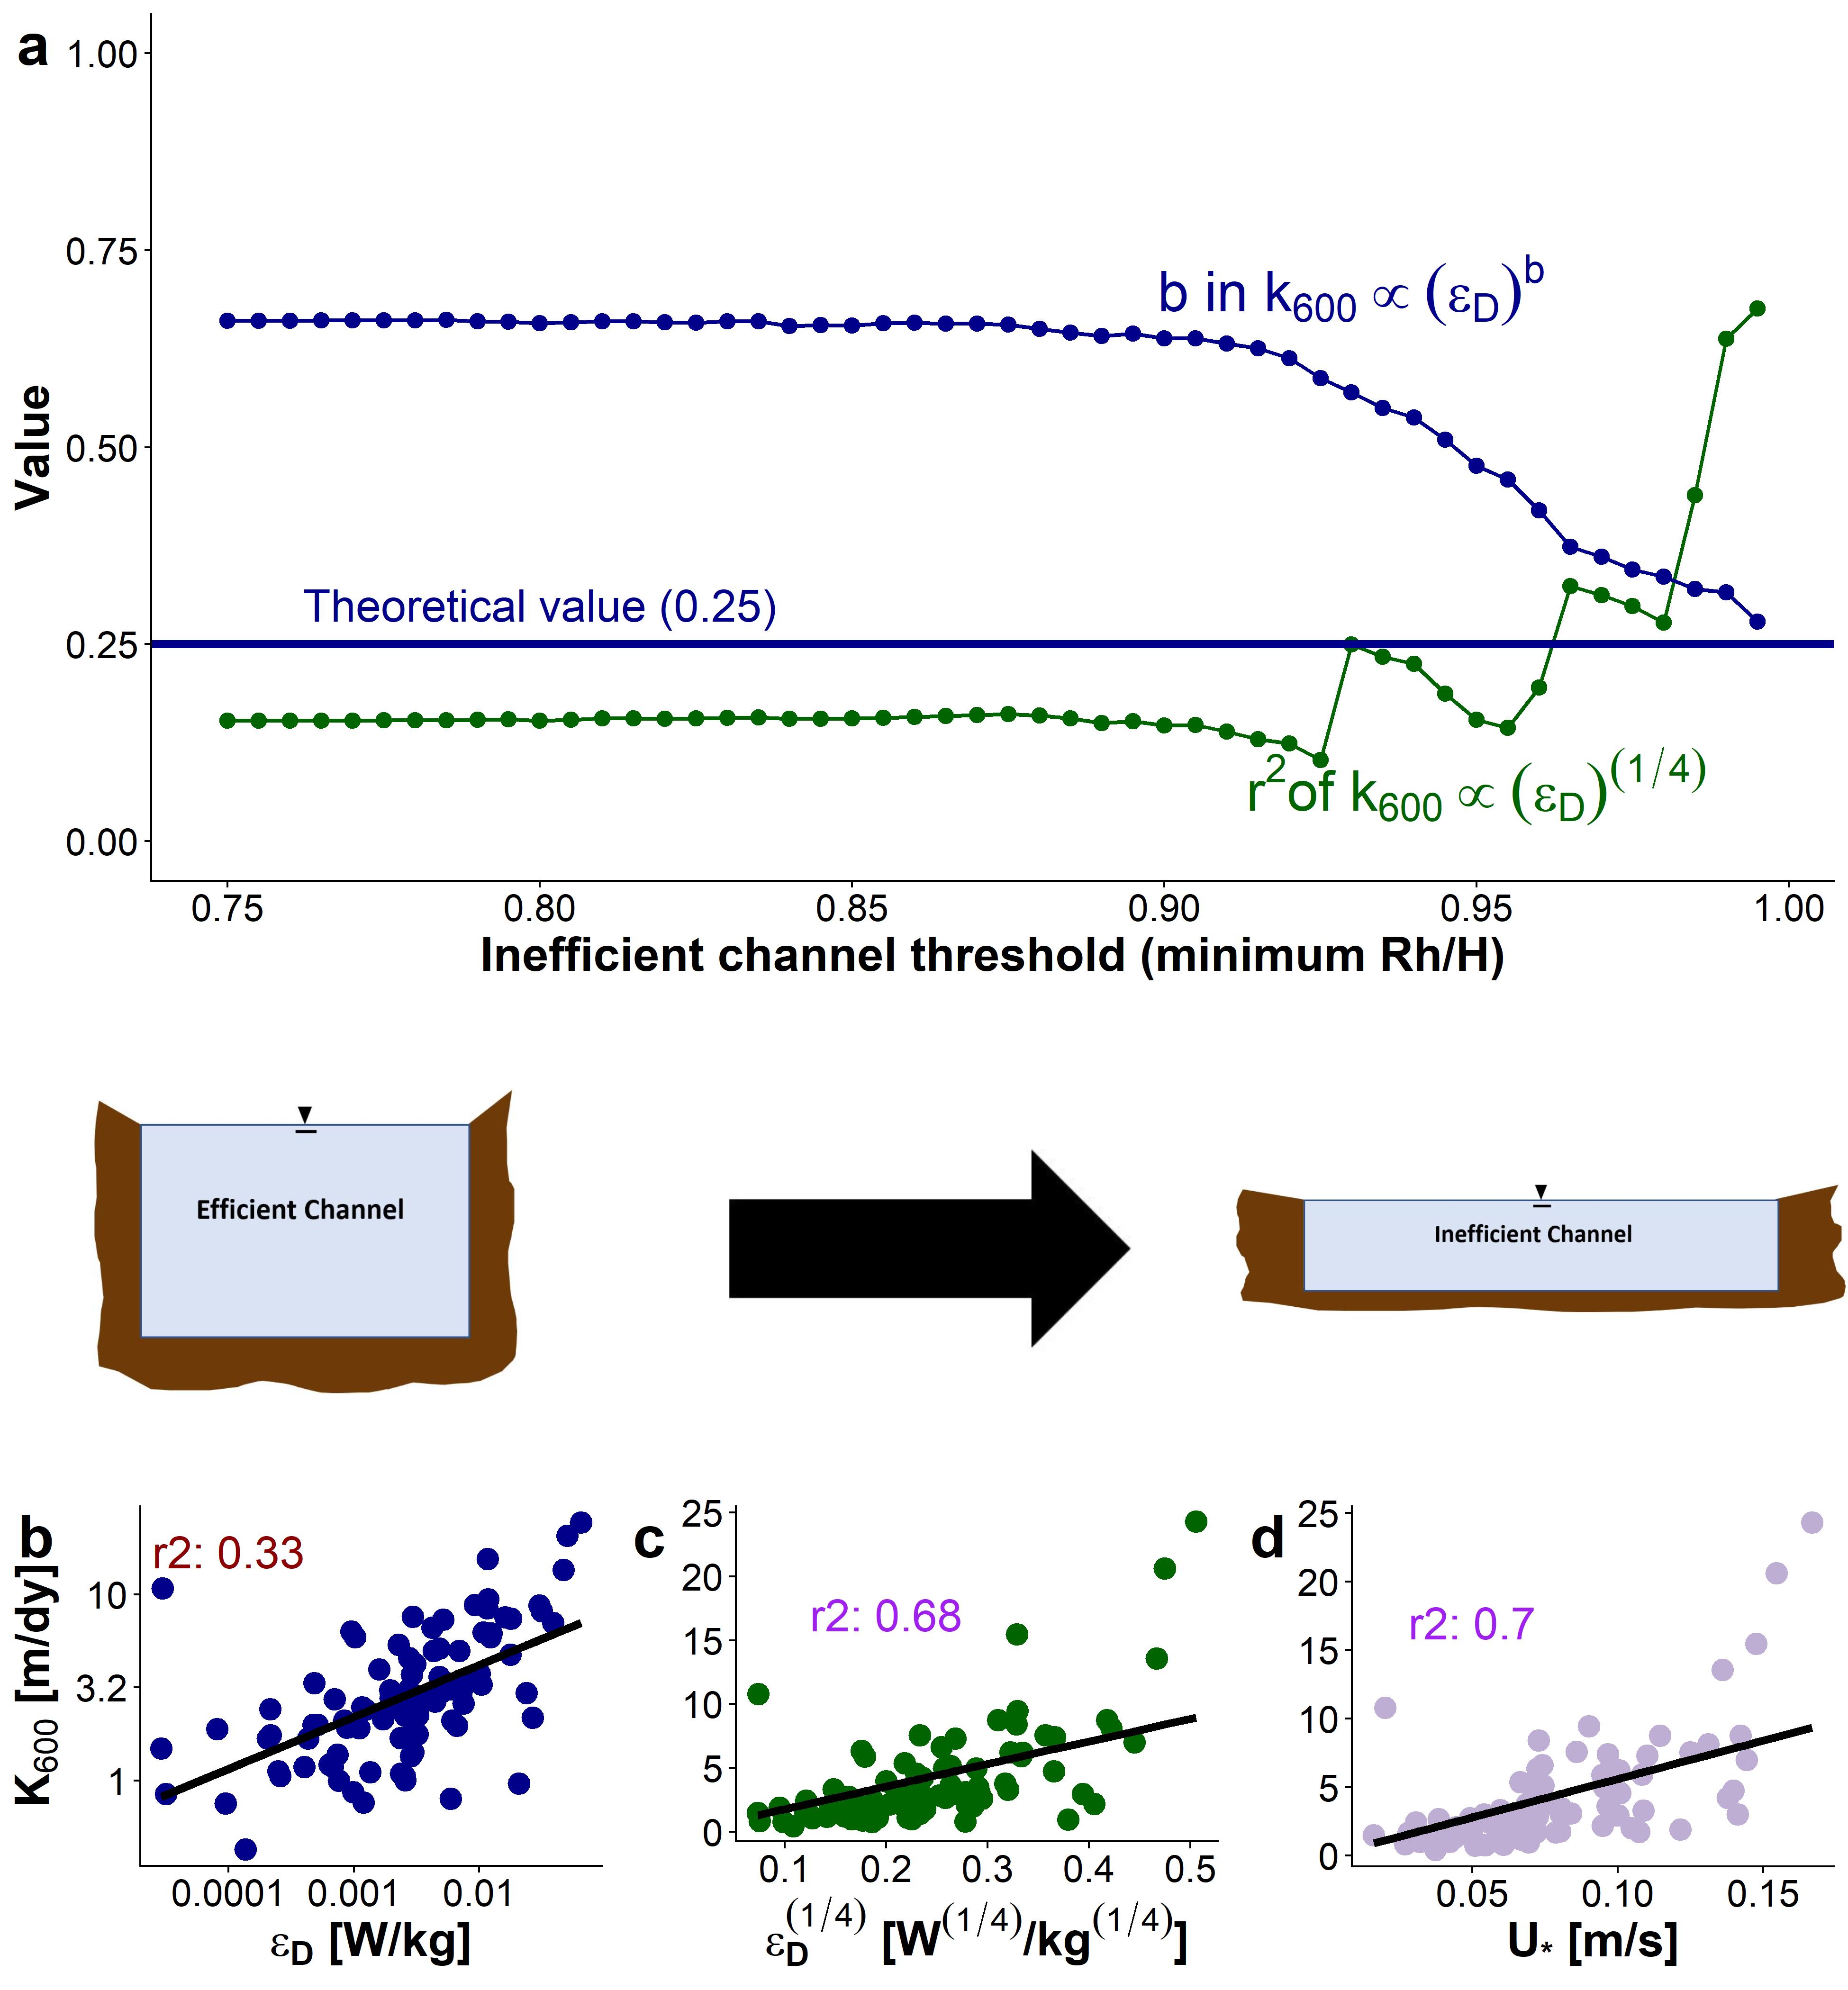 a
1.00
0.75
0.50
0.25
0.00
Value
b in k600 ∝ (εD)^b
Theoretical value (0.25)
r^2 of k600 ∝ (εD)^(1/4)
0.75 0.80 0.85 0.90 0.95 1.00
Inefficient channel threshold (minimum Rh/H)
Efficient Channel
Inefficient Channel
b
r2: 0.33
K600 [m/dy]
10
3.2
1
0.0001 0.001 0.01
εD [W/kg]
c
r2: 0.68
25
20
15
10
5
0
0.1 0.2 0.3 0.4 0.5
εD^(1/4) [W^(1/4)/kg^(1/4)]
d
r2: 0.7
25
20
15
10
5
0
0.05 0.10 0.15
U* [m/s]